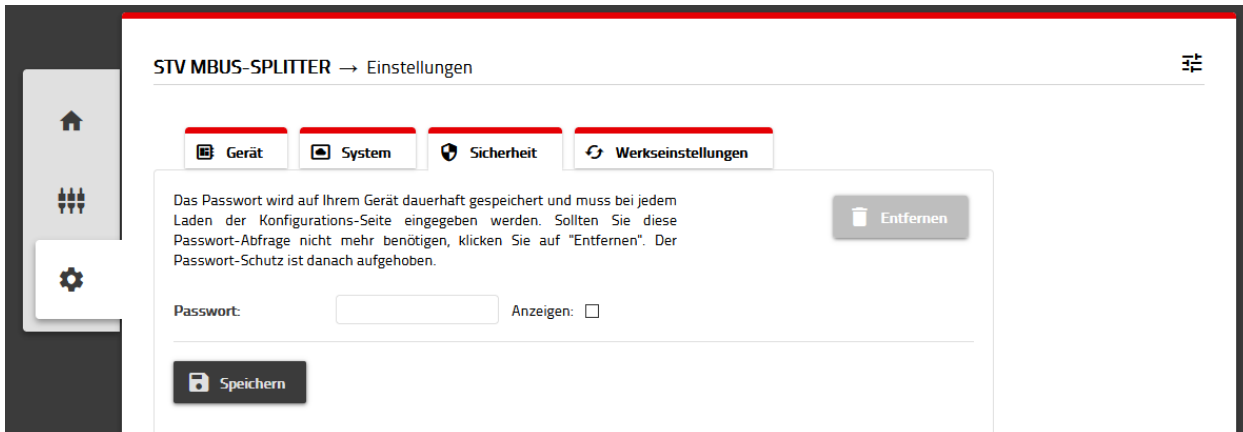 STV MBUS-SPLITTER → Einstellungen
Gerät System Sicherheit Werkseinstellungen
Das Passwort wird auf Ihrem Gerät dauerhaft gespeichert und muss bei jedem
Laden der Konfigurations-Seite eingegeben werden. Sollten Sie diese
Passwort-Abfrage nicht mehr benötigen, klicken Sie auf "Entfernen". Der
Passwort-Schutz ist danach aufgehoben.
Entfernen
Passwort: Anzeigen:
Speichern